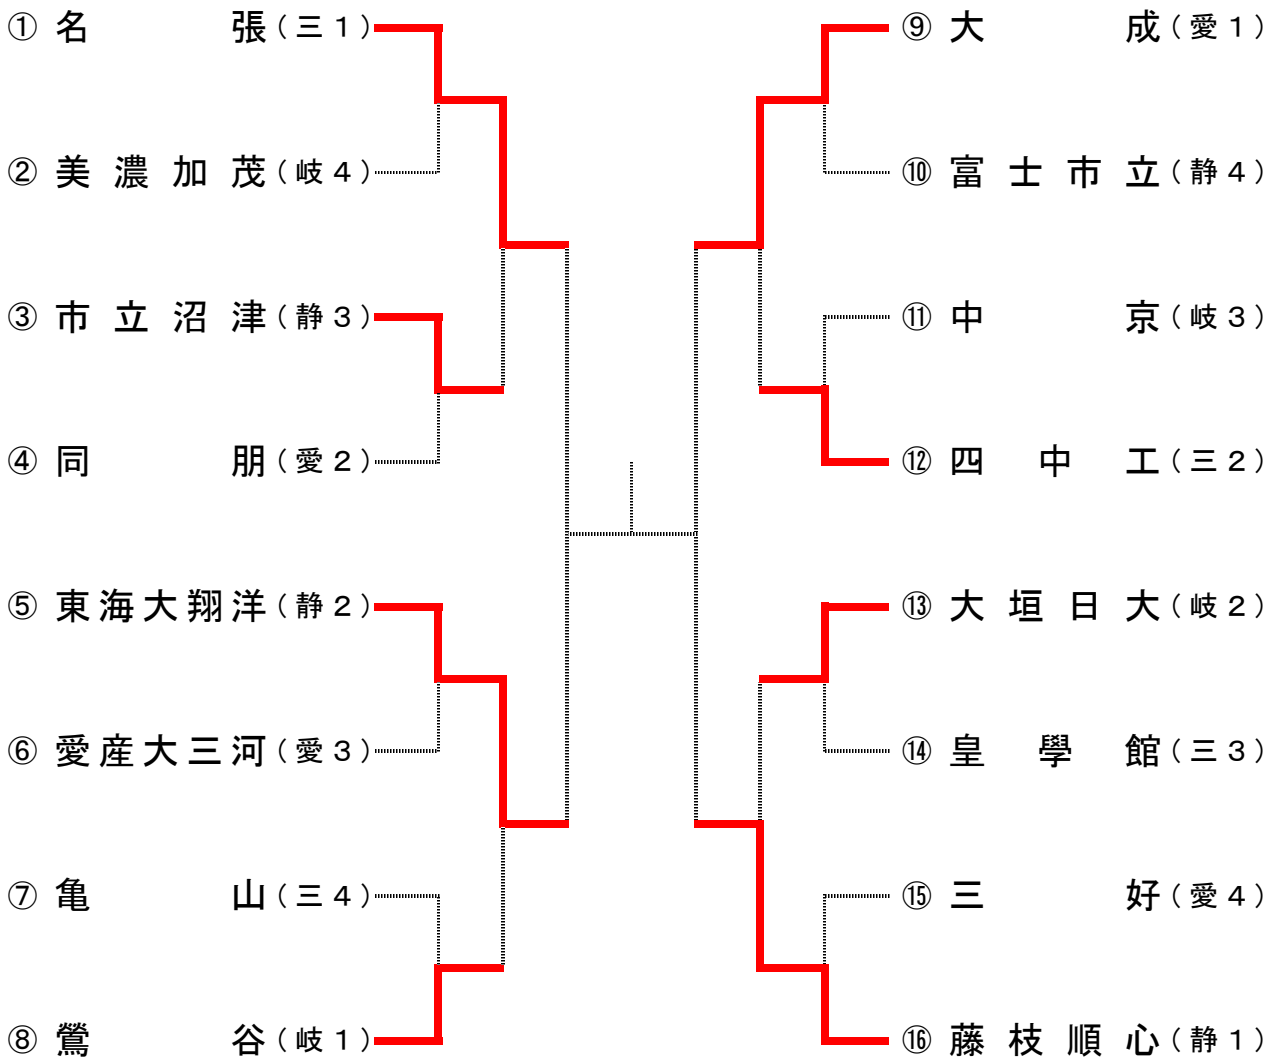 ① 名張（三１）
② 美濃加茂（岐４）
③ 市立沼津（静３）
④ 同朋（愛２）
⑤ 東海大翔洋（静２）
⑥ 愛産大三河（愛３）
⑦ 亀山（三４）
⑧ 鶯谷（岐１）
⑨ 大成（愛１）
⑩ 富士市立（静４）
⑪ 中京（岐３）
⑫ 四中工（三２）
⑬ 大垣日大（岐２）
⑭ 皇學館（三３）
⑮ 三好（愛４）
⑯ 藤枝順心（静１）